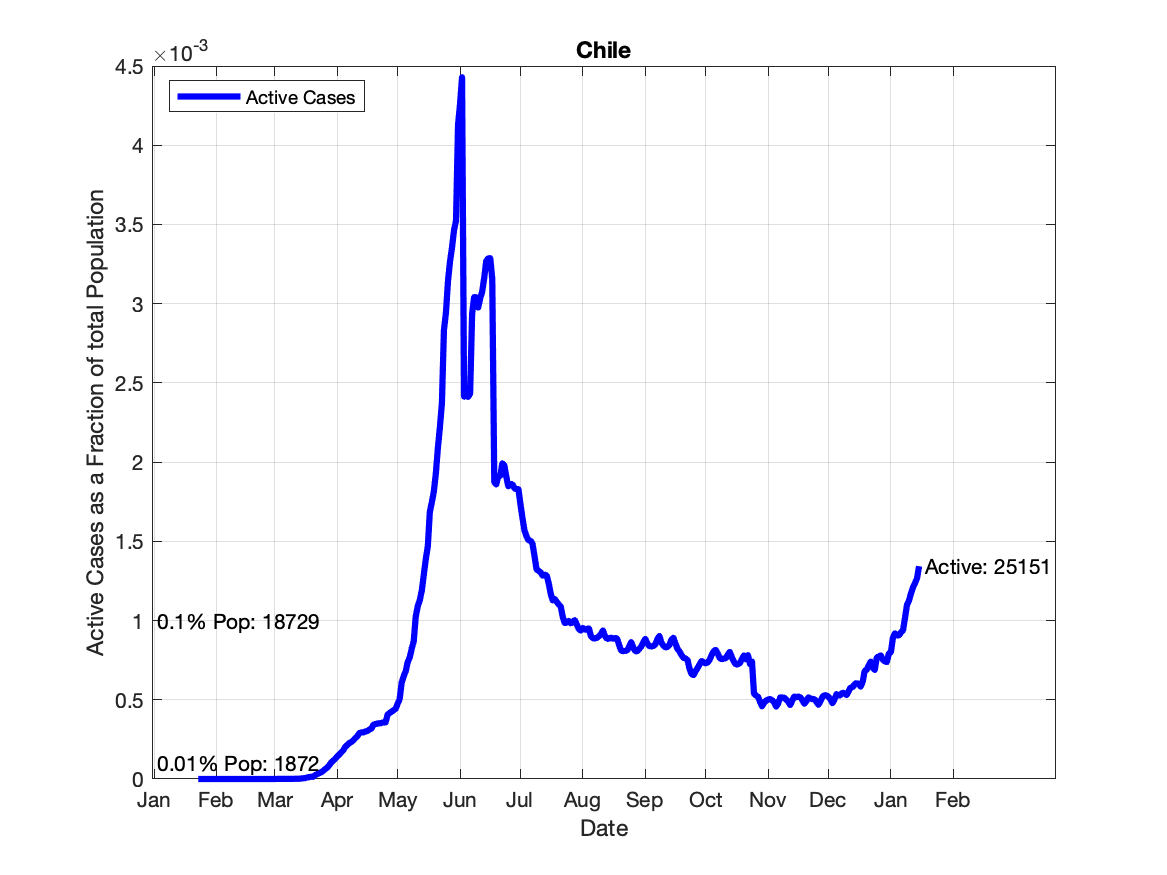 Chile
×10-3
4.5
4
3.5
3
2.5
2
1.5
1
0.5
0
Active Cases as a Fraction of total Population
Active Cases
Active: 25151
0.1% Pop: 18729
0.01% Pop: 1872
Jan Feb Mar Apr May Jun Jul Aug Sep Oct Nov Dec Jan Feb
Date